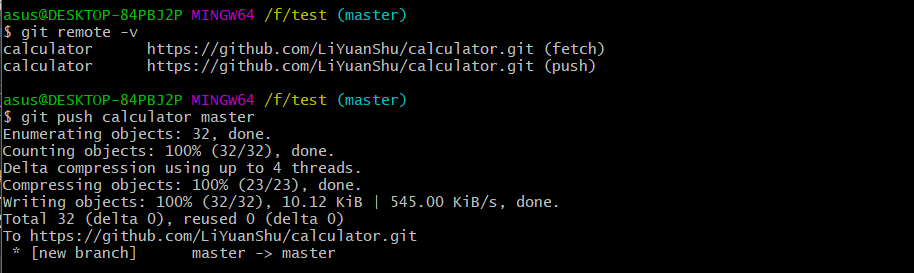 asus@DESKTOP-84PBJ2P MINGW64 /f/test (master)
$ git remote -v
calculator      https://github.com/LiYuanShu/calculator.git (fetch)
calculator      https://github.com/LiYuanShu/calculator.git (push)
asus@DESKTOP-84PBJ2P MINGW64 /f/test (master)
$ git push calculator master
Enumerating objects: 32, done.
Counting objects: 100% (32/32), done.
Delta compression using up to 4 threads.
Compressing objects: 100% (23/23), done.
Writing objects: 100% (32/32), 10.12 KiB | 545.00 KiB/s, done.
Total 32 (delta 0), reused 0 (delta 0)
To https://github.com/LiYuanShu/calculator.git
 * [new branch]      master -> master